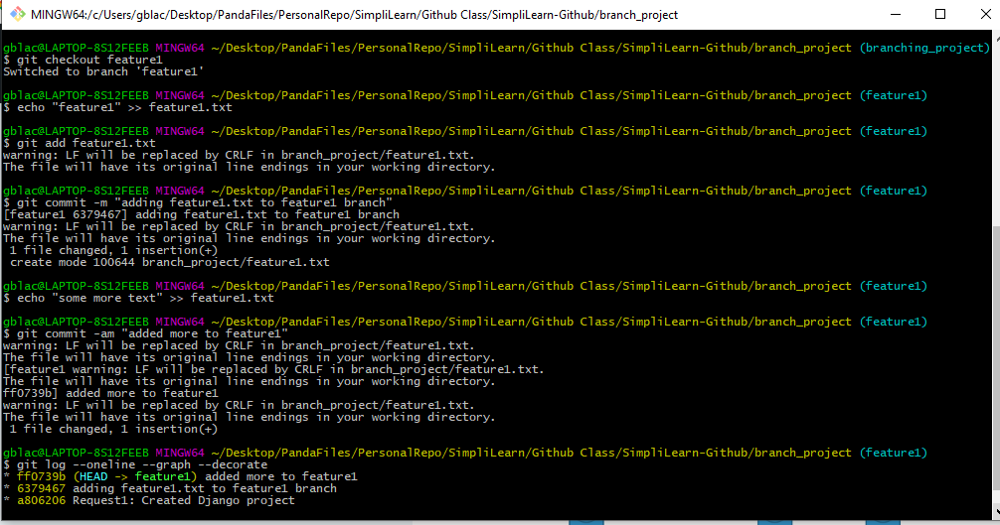 MINGW64:/c/Users/gblac/Desktop/PandaFiles/PersonalRepo/SimpliLearn/Github Class/SimpliLearn-Github/branch_project
gblac@LAPTOP-8S12FEEB MINGW64 ~/Desktop/PandaFiles/PersonalRepo/SimpliLearn/Github Class/SimpliLearn-Github/branch_project (branching_project)
$ git checkout feature1
Switched to branch 'feature1'
gblac@LAPTOP-8S12FEEB MINGW64 ~/Desktop/PandaFiles/PersonalRepo/SimpliLearn/Github Class/SimpliLearn-Github/branch_project (feature1)
$ echo "feature1" >> feature1.txt
gblac@LAPTOP-8S12FEEB MINGW64 ~/Desktop/PandaFiles/PersonalRepo/SimpliLearn/Github Class/SimpliLearn-Github/branch_project (feature1)
$ git add feature1.txt
warning: LF will be replaced by CRLF in branch_project/feature1.txt.
The file will have its original line endings in your working directory.
gblac@LAPTOP-8S12FEEB MINGW64 ~/Desktop/PandaFiles/PersonalRepo/SimpliLearn/Github Class/SimpliLearn-Github/branch_project (feature1)
$ git commit -m "adding feature1.txt to feature1 branch"
[feature1 6379467] adding feature1.txt to feature1 branch
warning: LF will be replaced by CRLF in branch_project/feature1.txt.
The file will have its original line endings in your working directory.
 1 file changed, 1 insertion(+)
 create mode 100644 branch_project/feature1.txt
gblac@LAPTOP-8S12FEEB MINGW64 ~/Desktop/PandaFiles/PersonalRepo/SimpliLearn/Github Class/SimpliLearn-Github/branch_project (feature1)
$ echo "some more text" >> feature1.txt
gblac@LAPTOP-8S12FEEB MINGW64 ~/Desktop/PandaFiles/PersonalRepo/SimpliLearn/Github Class/SimpliLearn-Github/branch_project (feature1)
$ git commit -am "added more to feature1"
warning: LF will be replaced by CRLF in branch_project/feature1.txt.
The file will have its original line endings in your working directory.
[feature1 warning: LF will be replaced by CRLF in branch_project/feature1.txt.
The file will have its original line endings in your working directory.
ff0739b] added more to feature1
warning: LF will be replaced by CRLF in branch_project/feature1.txt.
The file will have its original line endings in your working directory.
 1 file changed, 1 insertion(+)
gblac@LAPTOP-8S12FEEB MINGW64 ~/Desktop/PandaFiles/PersonalRepo/SimpliLearn/Github Class/SimpliLearn-Github/branch_project (feature1)
$ git log --oneline --graph --decorate
* ff0739b (HEAD -> feature1) added more to feature1
* 6379467 adding feature1.txt to feature1 branch
* a806206 Request1: Created Django project